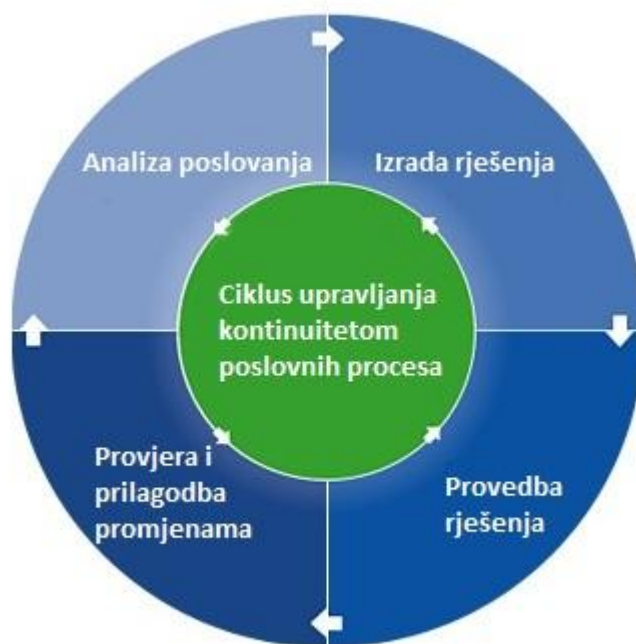 Analiza poslovanja
Izrada rješenja
Ciklus upravljanja
kontinuitetom
poslovnih procesa
Provjera i
prilagodba
promjenama
Provedba
rješenja